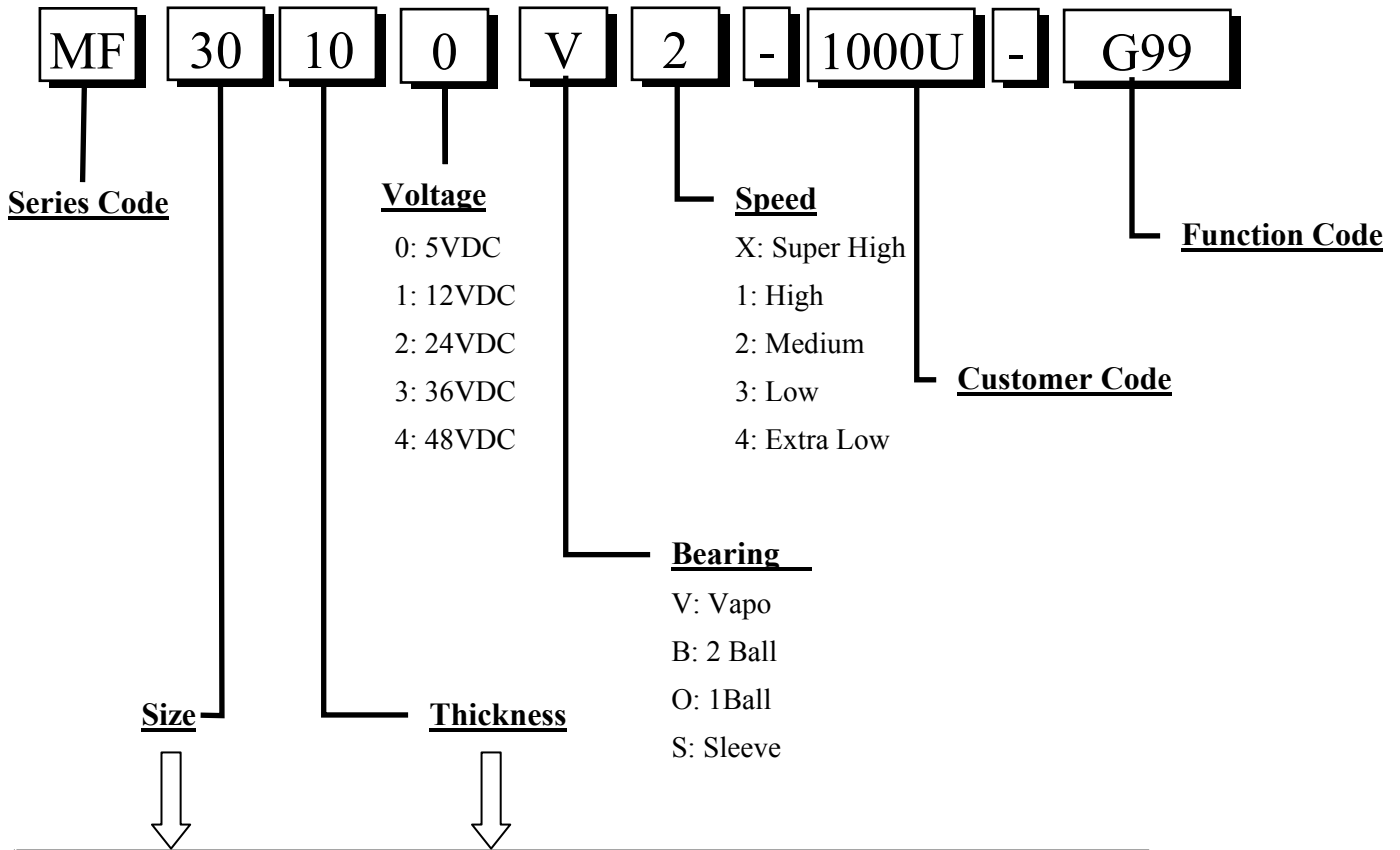 MF 30 10 0 V 2 - 1000U - G99
Series Code
Voltage
0: 5VDC
1: 12VDC
2: 24VDC
3: 36VDC
4: 48VDC
Speed
X: Super High
1: High
2: Medium
3: Low
4: Extra Low
Function Code
Customer Code
Bearing
V: Vapo
B: 2 Ball
O: 1Ball
S: Sleeve
Size
Thickness